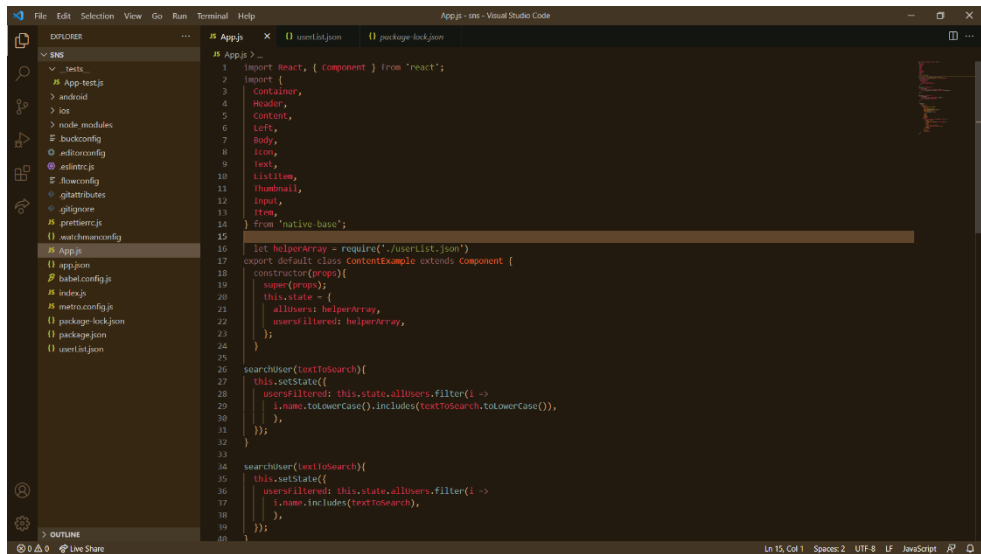 File Edit Selection View Go Run Terminal Help
App.js - sns - Visual Studio Code
EXPLORER
SNS
__tests__
JS App-test.js
android
ios
node_modules
.buckconfig
.editorconfig
.eslintrc.js
.flowconfig
.gitattributes
.gitignore
JS .prettierrc.js
{} .watchmanconfig
JS App.js
{} app.json
babel.config.js
JS index.js
JS metro.config.js
{} package-lock.json
{} package.json
{} userList.json
OUTLINE
JS App.js {} userList.json {} package-lock.json
JS App.js > ...
1 import React, { Component } from 'react';
2 import {
3 Container,
4 Header,
5 Content,
6 Left,
7 Body,
8 Icon,
9 Text,
10 ListItem,
11 Thumbnail,
12 Input,
13 Item,
14 } from 'native-base';
15
16 let helperArray = require('./userList.json')
17 export default class ContentExample extends Component {
18 constructor(props){
19 super(props);
20 this.state = {
21 allUsers: helperArray,
22 usersFiltered: helperArray,
23 };
24 }
25
26 searchUser(textToSearch){
27 this.setState({
28 usersFiltered: this.state.allUsers.filter(i =>
29 i.name.toLowerCase().includes(textToSearch.toLowerCase()),
30 ),
31 });
32 }
33
34 searchUser(textToSearch){
35 this.setState({
36 usersFiltered: this.state.allUsers.filter(i =>
37 i.name.includes(textToSearch),
38 ),
39 });
40 }
0 0 Live Share
Ln 15, Col 1 Spaces: 2 UTF-8 LF JavaScript